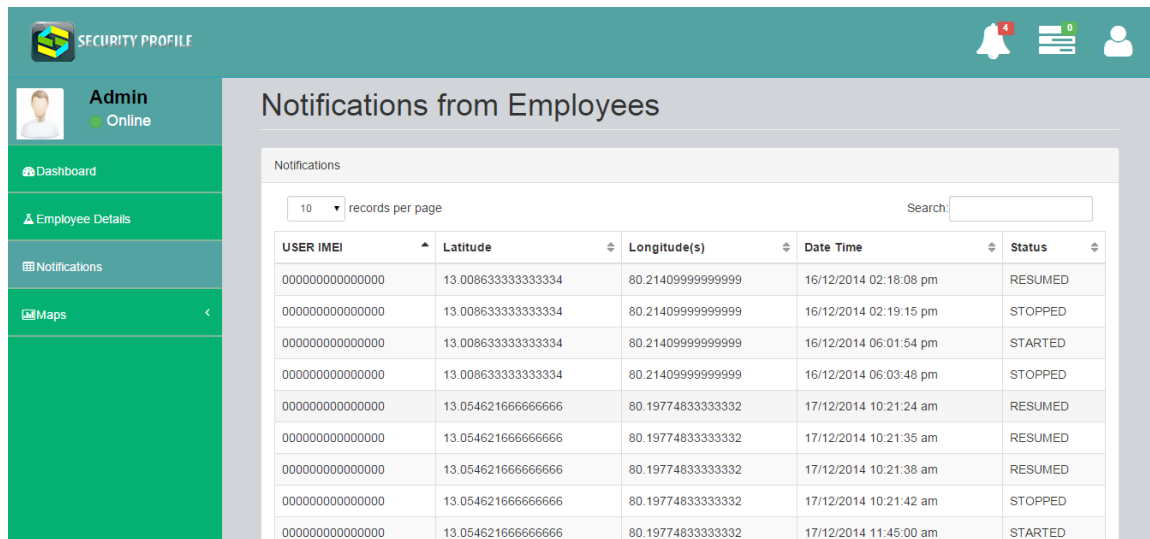 SECURITY PROFILE
4
0
Admin
Online
Dashboard
Employee Details
Notifications
Maps
Notifications from Employees
Notifications
10 records per page
Search:
USER IMEI Latitude Longitude(s) Date Time Status
000000000000000 13.008633333333334 80.21409999999999 16/12/2014 02:18:08 pm RESUMED
000000000000000 13.008633333333334 80.21409999999999 16/12/2014 02:19:15 pm STOPPED
000000000000000 13.008633333333334 80.21409999999999 16/12/2014 06:01:54 pm STARTED
000000000000000 13.008633333333334 80.21409999999999 16/12/2014 06:03:48 pm STOPPED
000000000000000 13.054621666666666 80.19774833333332 17/12/2014 10:21:24 am RESUMED
000000000000000 13.054621666666666 80.19774833333332 17/12/2014 10:21:35 am RESUMED
000000000000000 13.054621666666666 80.19774833333332 17/12/2014 10:21:38 am RESUMED
000000000000000 13.054621666666666 80.19774833333332 17/12/2014 10:21:42 am STOPPED
000000000000000 13.054621666666666 80.19774833333332 17/12/2014 11:45:00 am STARTED